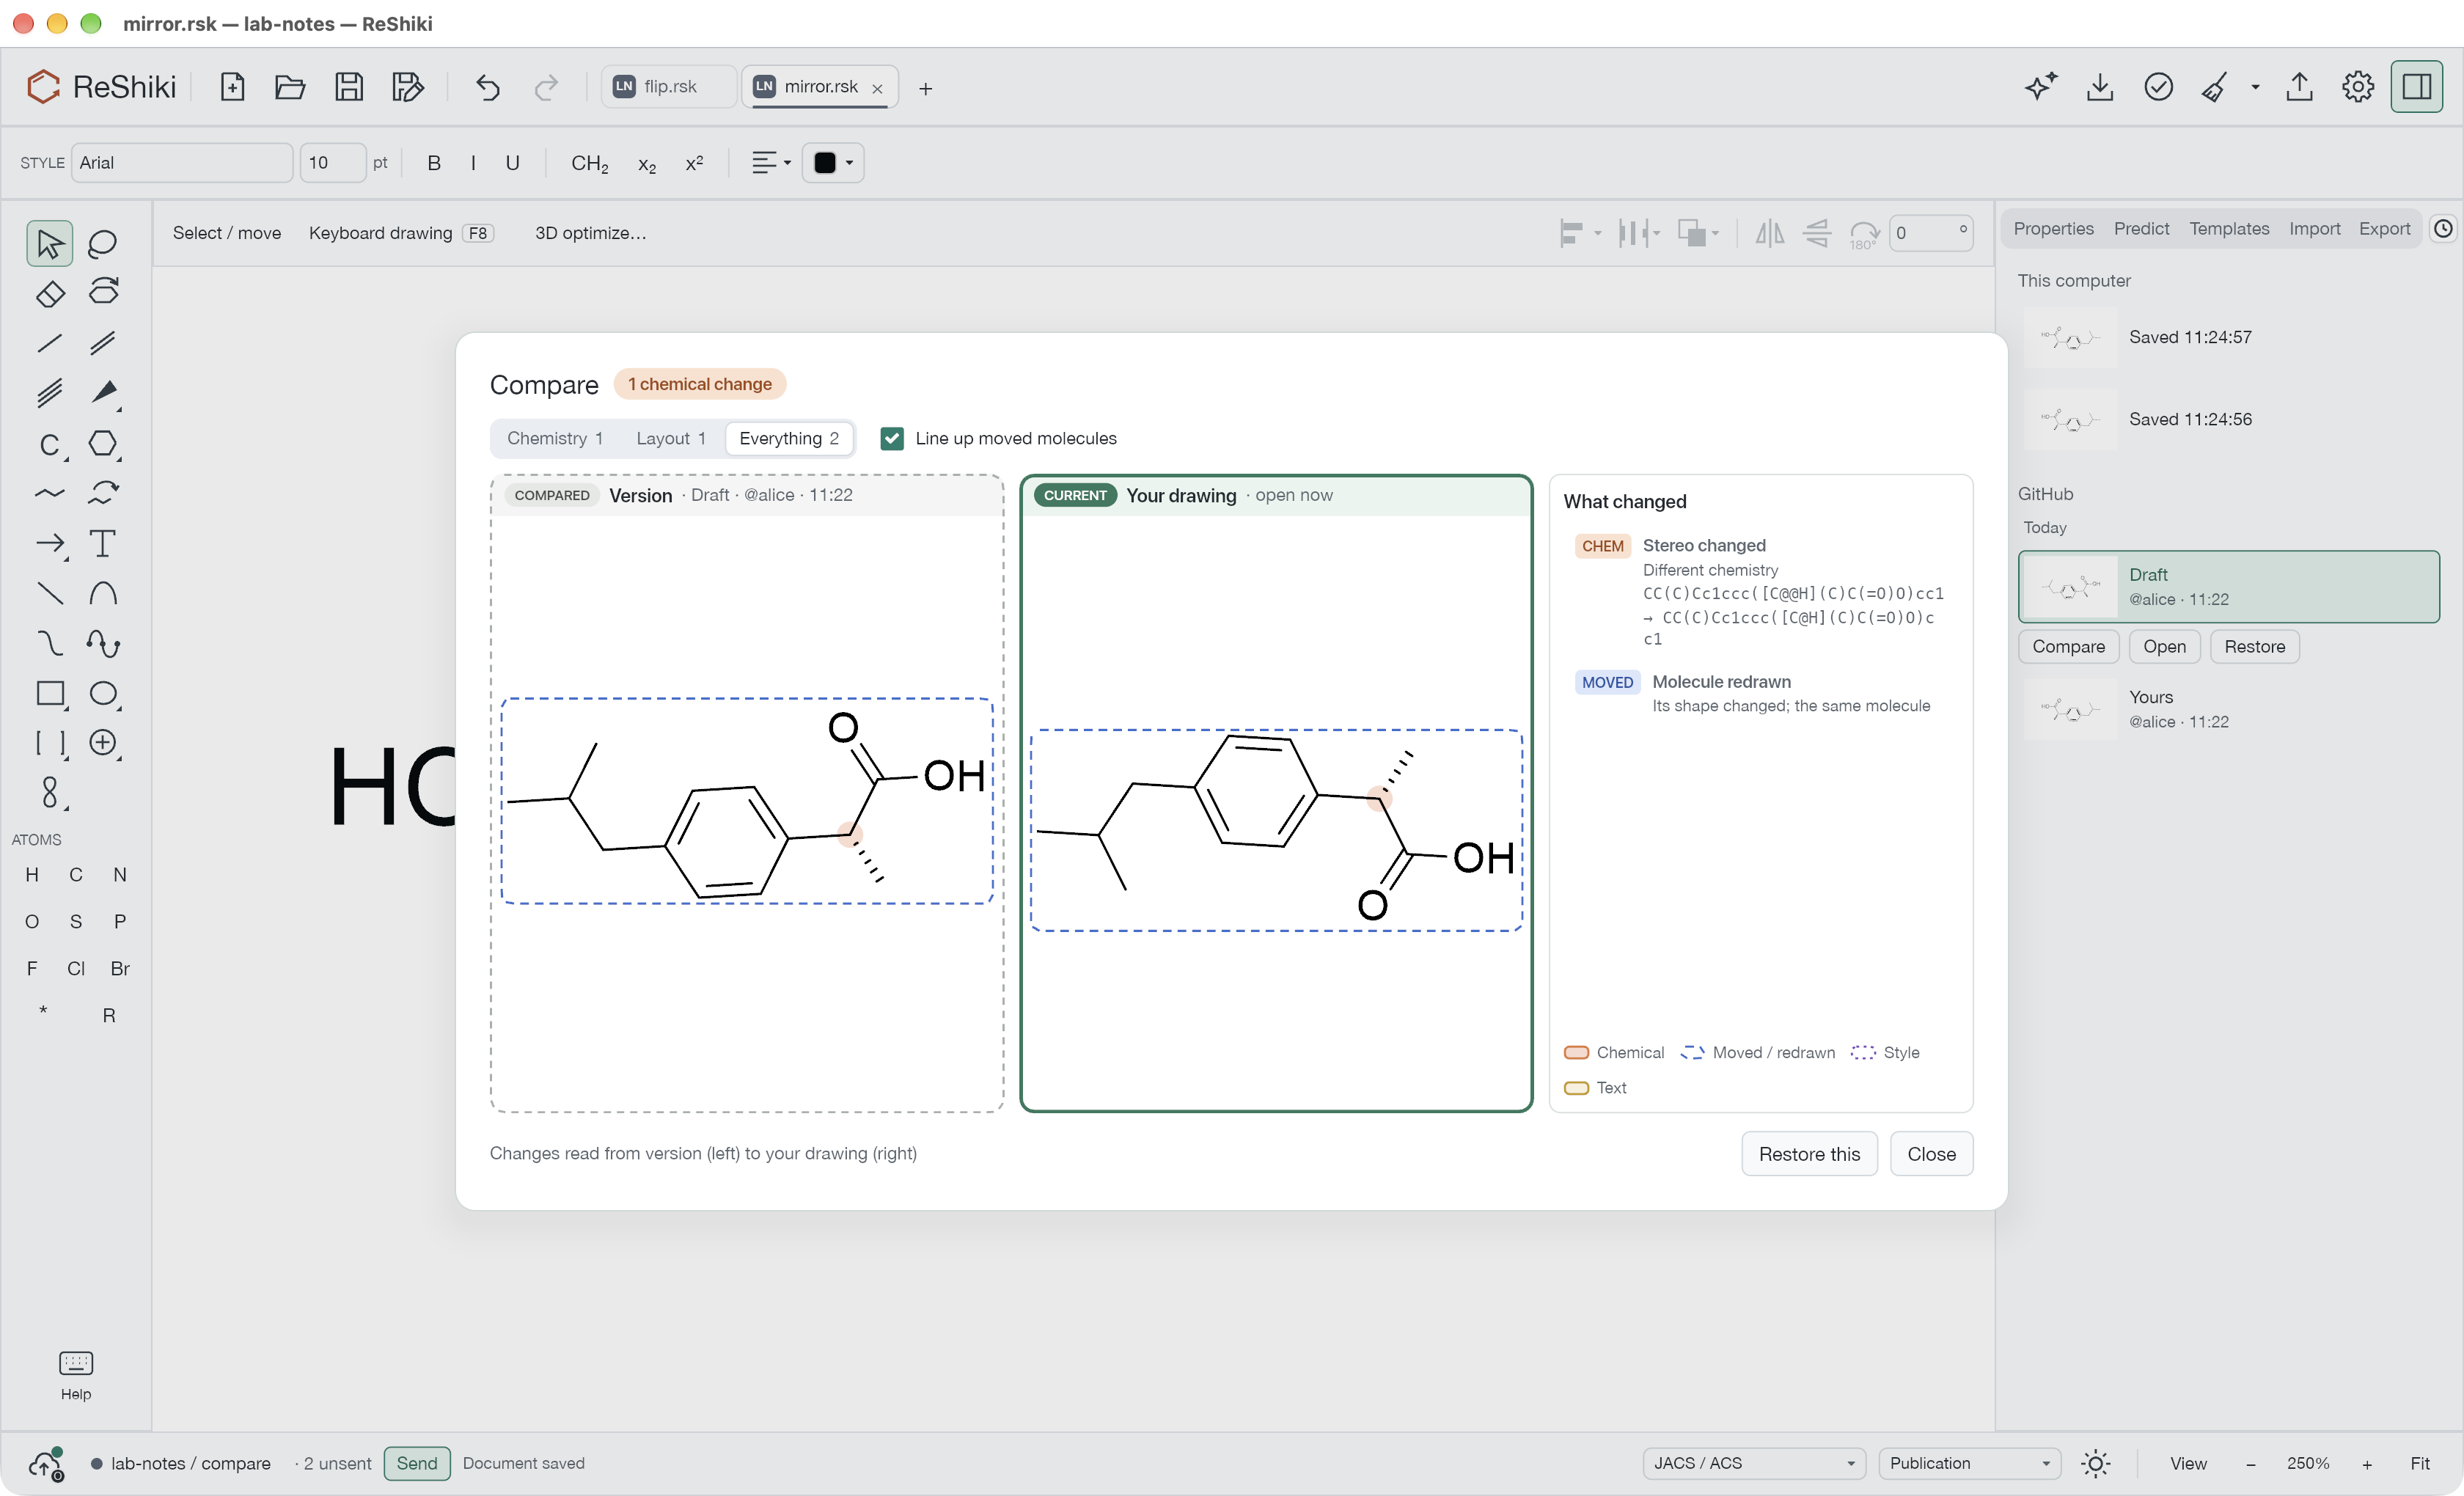 mirror.rsk — lab-notes — ReShiki
ReShiki
LN flip.rsk
LN mirror.rsk × +
STYLE Arial 10 pt B I U CH₂ x₂ x²
Select / move Keyboard drawing F8 3D optimize...
180° 0 °
Properties Predict Templates Import Export
This computer
Saved 11:24:57
Saved 11:24:56
GitHub
Today
Draft
@alice · 11:22
Compare Open Restore
Yours
@alice · 11:22
C
T
ATOMS
H C N
O S P
F Cl Br
* R
Help
HO
Compare 1 chemical change
Chemistry 1 Layout 1 Everything 2 Line up moved molecules
COMPARED Version · Draft · @alice · 11:22
O
OH
CURRENT Your drawing · open now
OH
O
What changed
CHEM Stereo changed
Different chemistry
CC(C)Cc1ccc([C@@H](C)C(=O)O)cc1
→ CC(C)Cc1ccc([C@H](C)C(=O)O)c
c1
MOVED Molecule redrawn
Its shape changed; the same molecule
Chemical Moved / redrawn Style
Text
Changes read from version (left) to your drawing (right)
Restore this Close
lab-notes / compare · 2 unsent Send Document saved
JACS / ACS Publication View − 250% + Fit